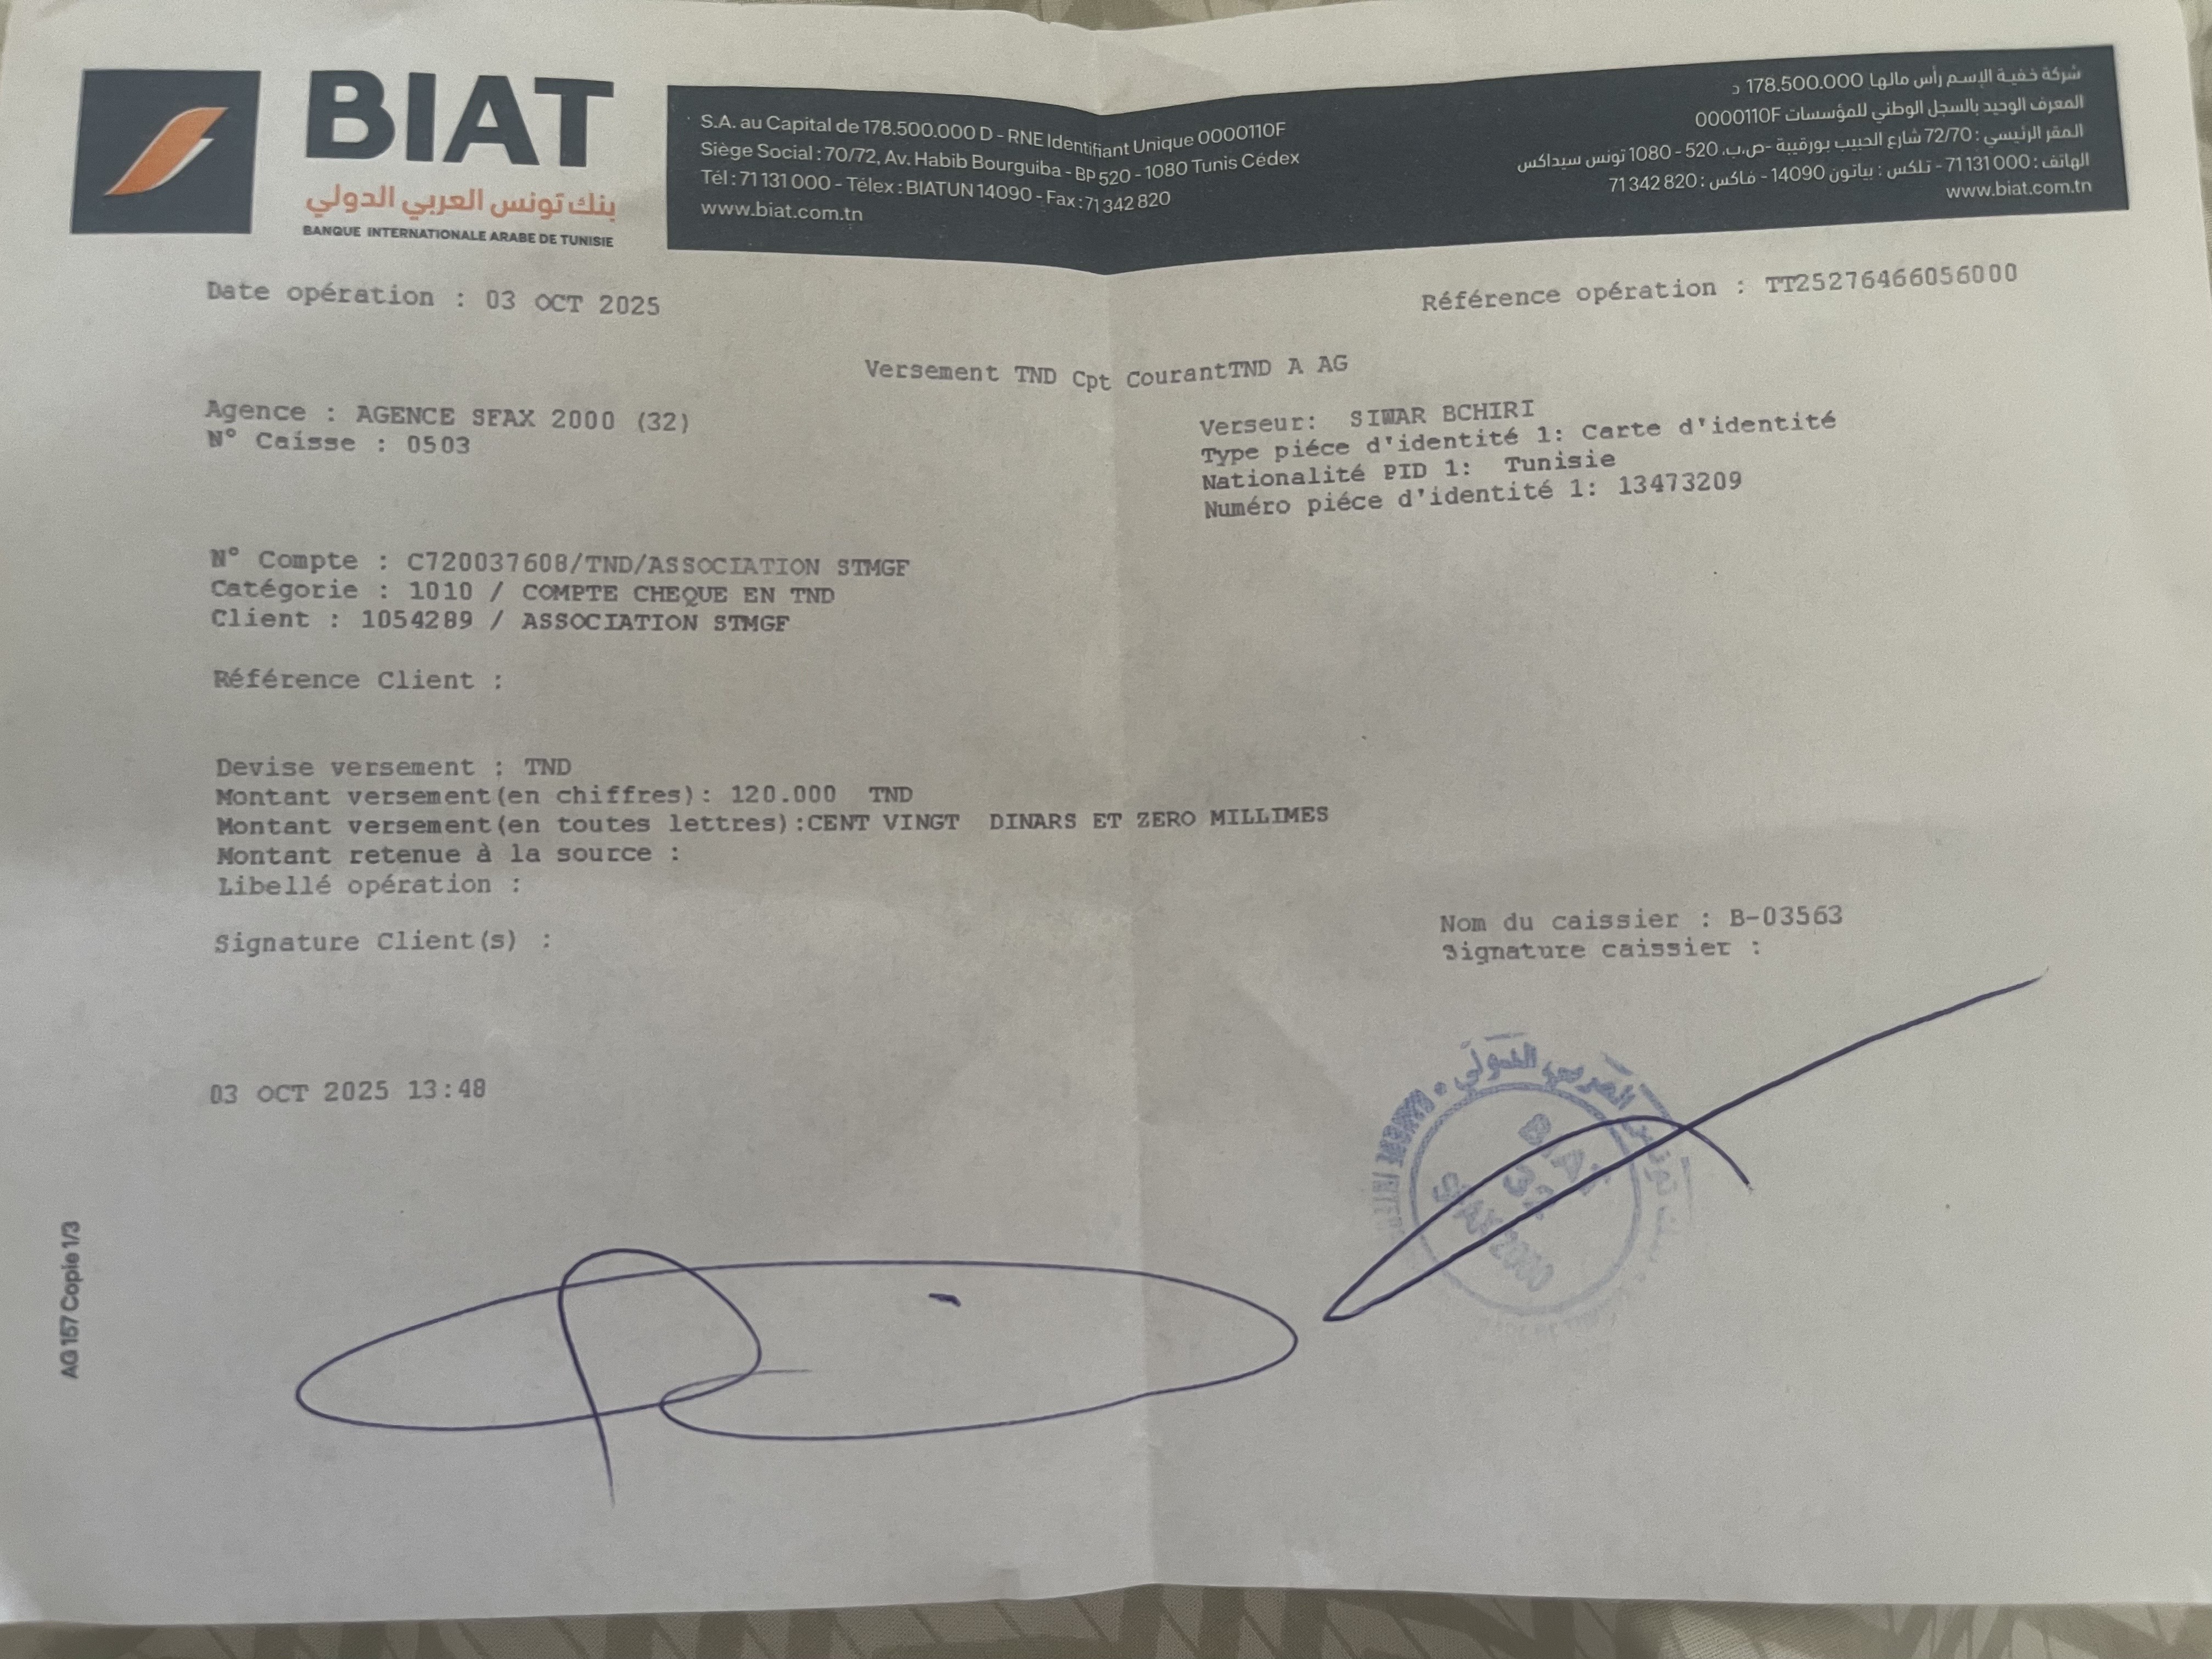 BIAT
بنك تونس العربي الدولي
BANQUE INTERNATIONALE ARABE DE TUNISIE
S.A. au Capital de 178.500.000 D - RNE Identifiant Unique 0000110F
Siège Social : 70/72, Av. Habib Bourguiba - BP 520 - 1080 Tunis Cédex
Tél : 71 131 000 - Télex : BIATUN 14090 - Fax : 71 342 820
www.biat.com.tn
شركة خفية الإسم رأس مالها 178.500.000 د
المعرف الوحيد بالسجل الوطني للمؤسسات 0000110F
المقر الرئيسي : 72/70 شارع الحبيب بورقيبة -ص.ب. 520 - 1080 تونس سيداكس
الهاتف : 71 131 000 - تلكس : بياتون 14090 - فاكس : 71 342 820
www.biat.com.tn
Date opération : 03 OCT 2025
Référence opération : TT25276466056000
Versement TND Cpt CourantTND A AG
Agence : AGENCE SFAX 2000 (32)
N° Caisse : 0503
Verseur: SIWAR BCHIRI
Type piéce d'identité 1: Carte d'identité
Nationalité PID 1: Tunisie
Numéro piéce d'identité 1: 13473209
N° Compte : C720037608/TND/ASSOCIATION STMGF
Catégorie : 1010 / COMPTE CHEQUE EN TND
Client : 1054289 / ASSOCIATION STMGF
Référence Client :
Devise versement : TND
Montant versement(en chiffres): 120.000 TND
Montant versement(en toutes lettres):CENT VINGT DINARS ET ZERO MILLIMES
Montant retenue à la source :
Libellé opération :
Signature Client(s) :
Nom du caissier : B-03563
Signature caissier :
03 OCT 2025 13:48
العربي الدولي
BIAT
32
SFAX 2000
AG 157 Copie 1/3